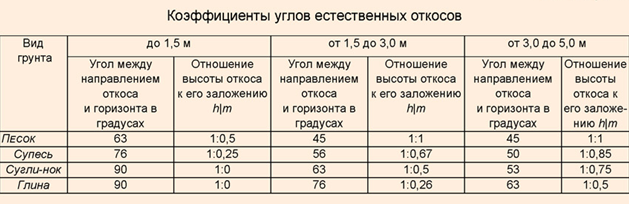 Коэффициенты углов естественных откосов
Вид грунта | до 1,5 м | от 1,5 до 3,0 м | от 3,0 до 5,0 м
Угол между направлением откоса и горизонта в градусах | Отношение высоты откоса к его заложению h|m | Угол между направлением откоса и горизонта в градусах | Отношение высоты откоса к его заложению h|m | Угол между направлением откоса и горизонта в градусах | Отношение высоты откоса к его заложе-нию h|m
ПЕСОК | 63 | 1:0,5 | 45 | 1:1 | 45 | 1:1
Супесь | 76 | 1:0,25 | 56 | 1:0,67 | 50 | 1:0,85
Сугли-нок | 90 | 1:0 | 63 | 1:0,5 | 53 | 1:0,75
Глина | 90 | 1:0 | 76 | 1:0,26 | 63 | 1:0,5